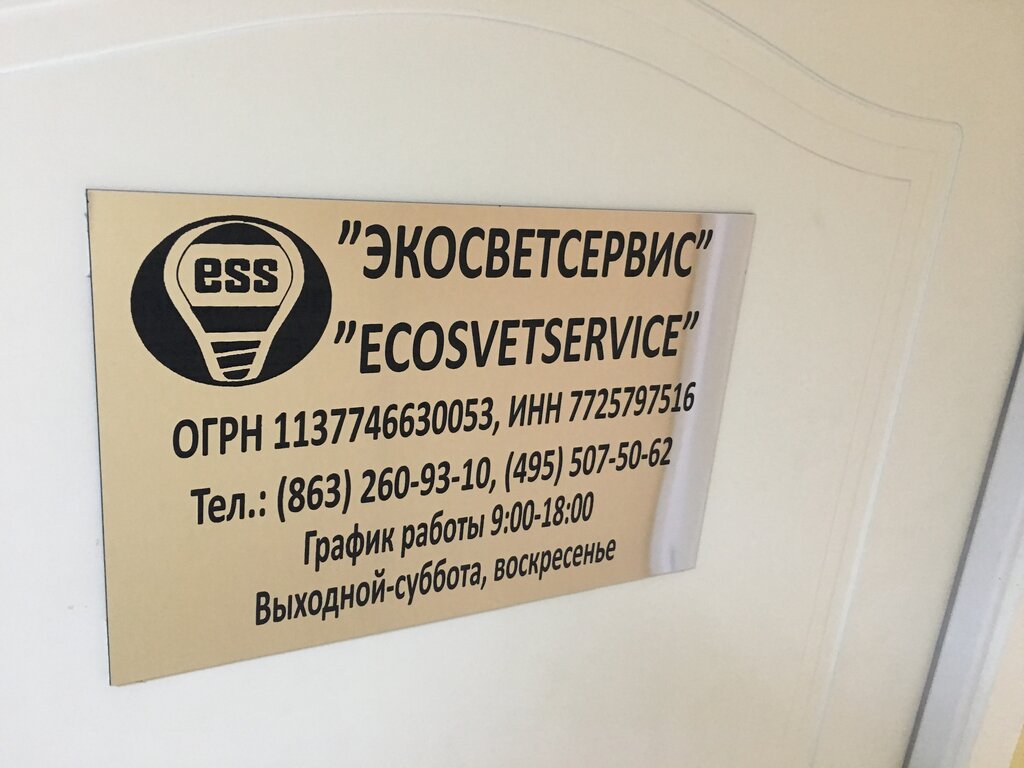 ess
"ЭКОСВЕТСЕРВИС"
"ECOSVETSERVICE"
ОГРН 1137746630053, ИНН 7725797516
Тел.: (863) 260-93-10, (495) 507-50-62
График работы 9:00-18:00
Выходной-суббота, воскресенье